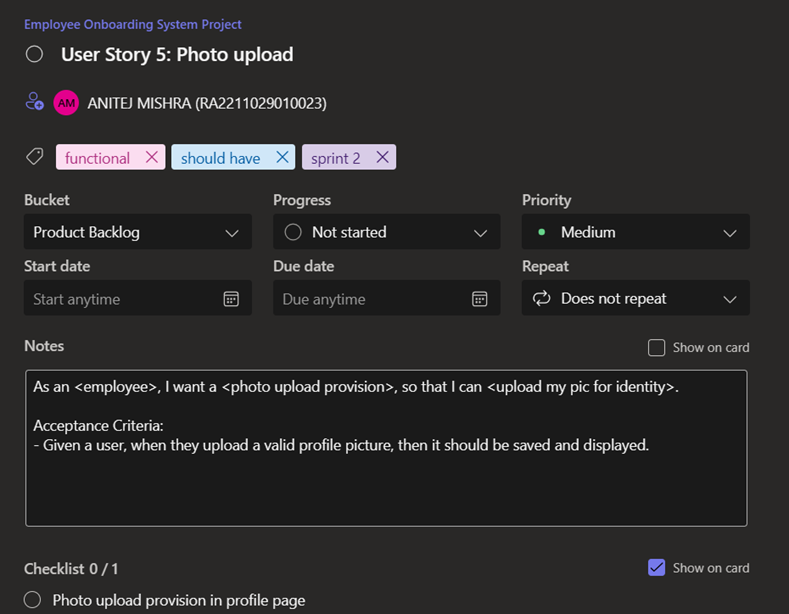 Employee Onboarding System Project
User Story 5: Photo upload
AM ANITEJ MISHRA (RA2211029010023)
functional should have sprint 2
Bucket Progress Priority
Product Backlog Not started Medium
Start date Due date Repeat
Start anytime Due anytime Does not repeat
Notes Show on card
As an <employee>, I want a <photo upload provision>, so that I can <upload my pic for identity>.
Acceptance Criteria:
- Given a user, when they upload a valid profile picture, then it should be saved and displayed.
Checklist 0 / 1 Show on card
Photo upload provision in profile page